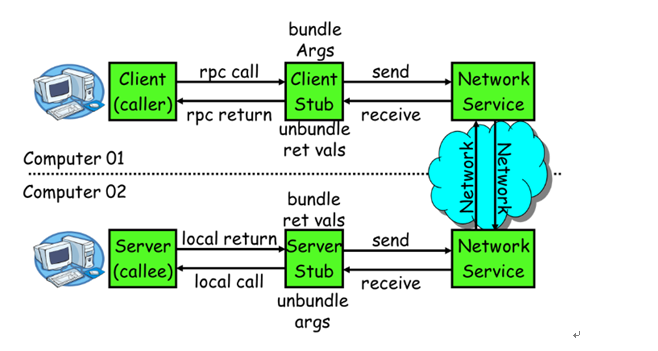 bundle
Args
Client
(caller)
rpc call
rpc return
Client
Stub
send
receive
Network
Service
unbundle
ret vals
Computer 01
Computer 02
Network
Network
bundle
ret vals
Server
(callee)
local return
local call
Server
Stub
send
receive
Network
Service
unbundle
args